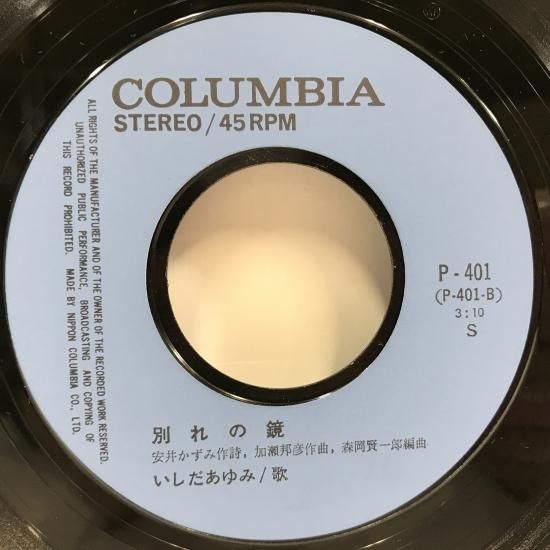 COLUMBIA
STEREO/45RPM
ALL RIGHTS OF THE MANUFACTURER AND OF THE OWNER OF THE RECORDED WORK RESERVED.
UNAUTHORIZED PUBLIC PERFORMANCE, BROADCASTING AND COPYING OF
THIS RECORD PROHIBITED. MADE BY NIPPON COLUMBIA CO., LTD.
P-401
(P-401-B)
3:10
S
別れの鏡
安井かずみ作詩, 加瀬邦彦作曲, 森岡賢一郎編曲
いしだあゆみ/歌